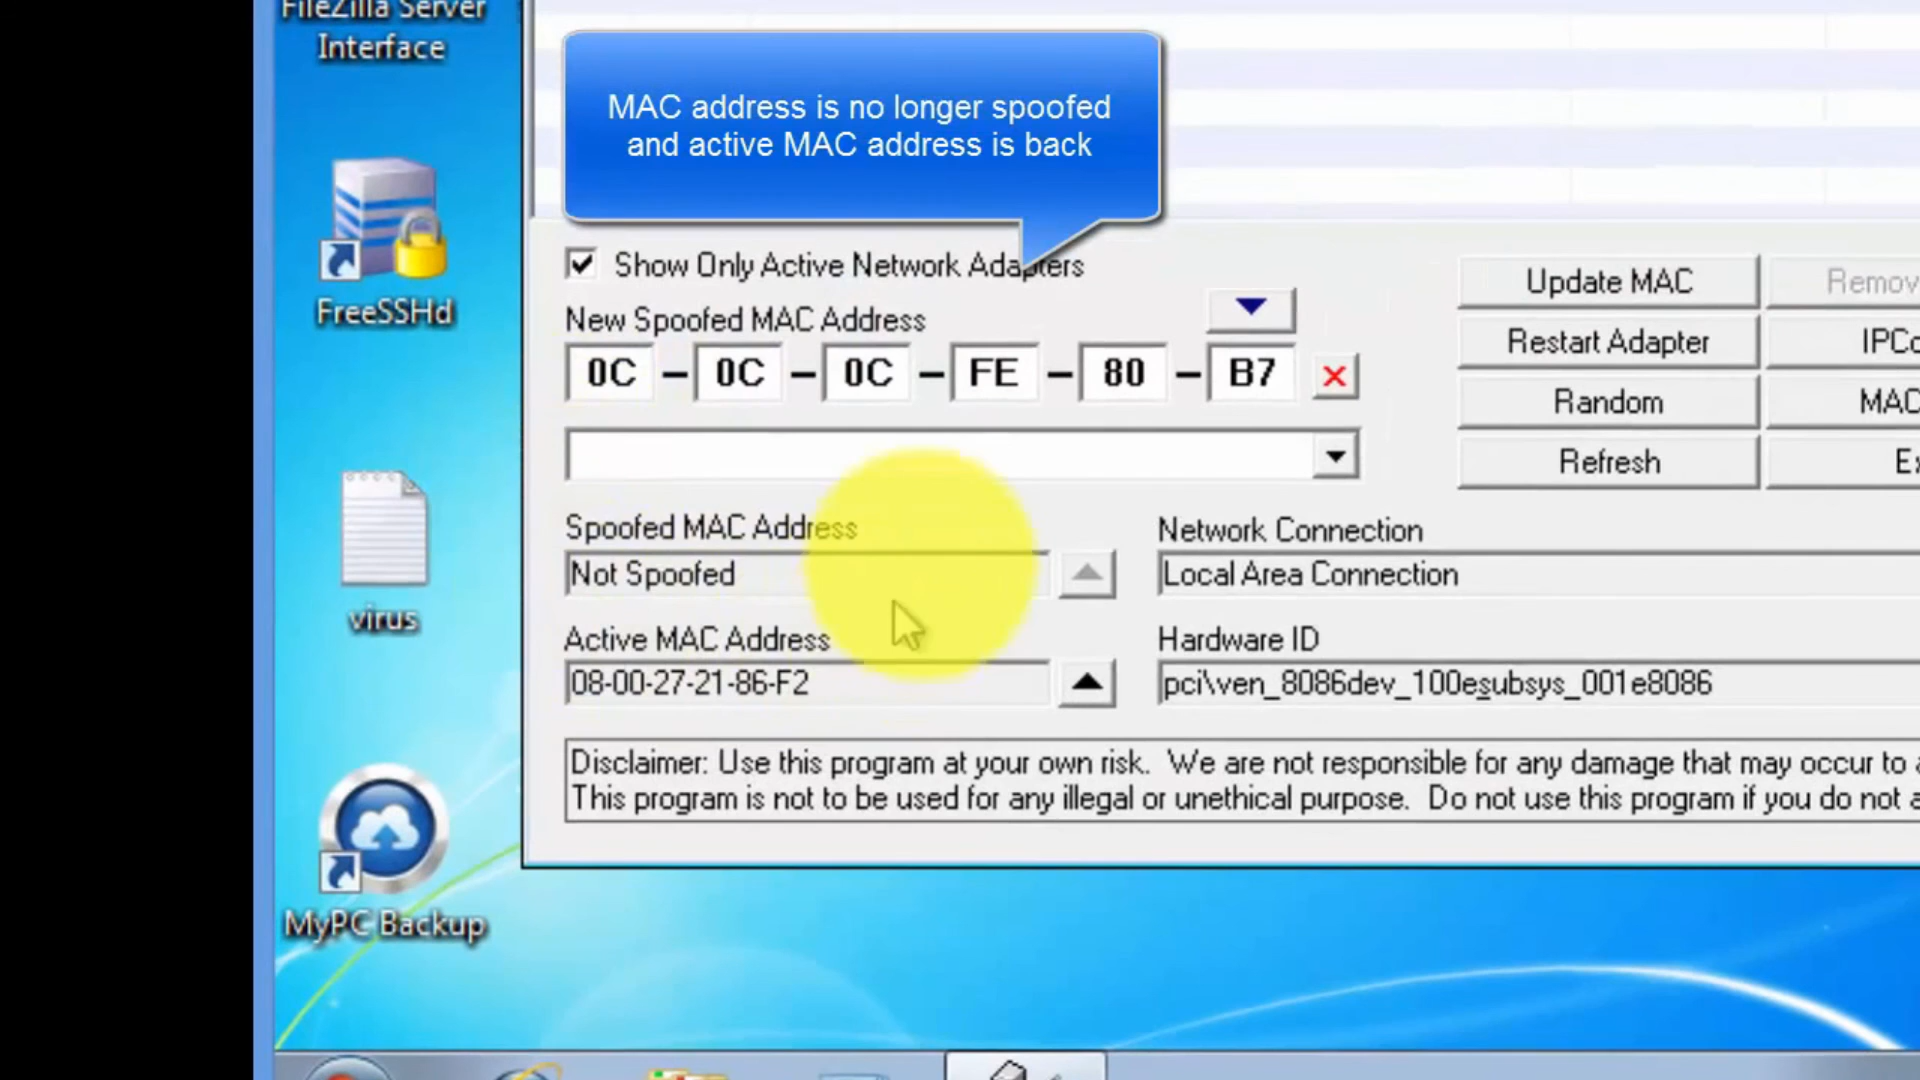 FileZilla Server
Interface
MAC address is no longer spoofed
and active MAC address is back
FreeSSHd
virus
MyPC Backup
Show Only Active Network Adapters
New Spoofed MAC Address
0C - 0C - 0C - FE - 80 - B7
Update MAC
Remov
Restart Adapter
IPCo
Random
MAC
Refresh
Ex
Spoofed MAC Address
Not Spoofed
Network Connection
Local Area Connection
Active MAC Address
08-00-27-21-86-F2
Hardware ID
pci\ven_8086dev_100esubsys_001e8086
Disclaimer: Use this program at your own risk. We are not responsible for any damage that may occur to a
This program is not to be used for any illegal or unethical purpose. Do not use this program if you do not a